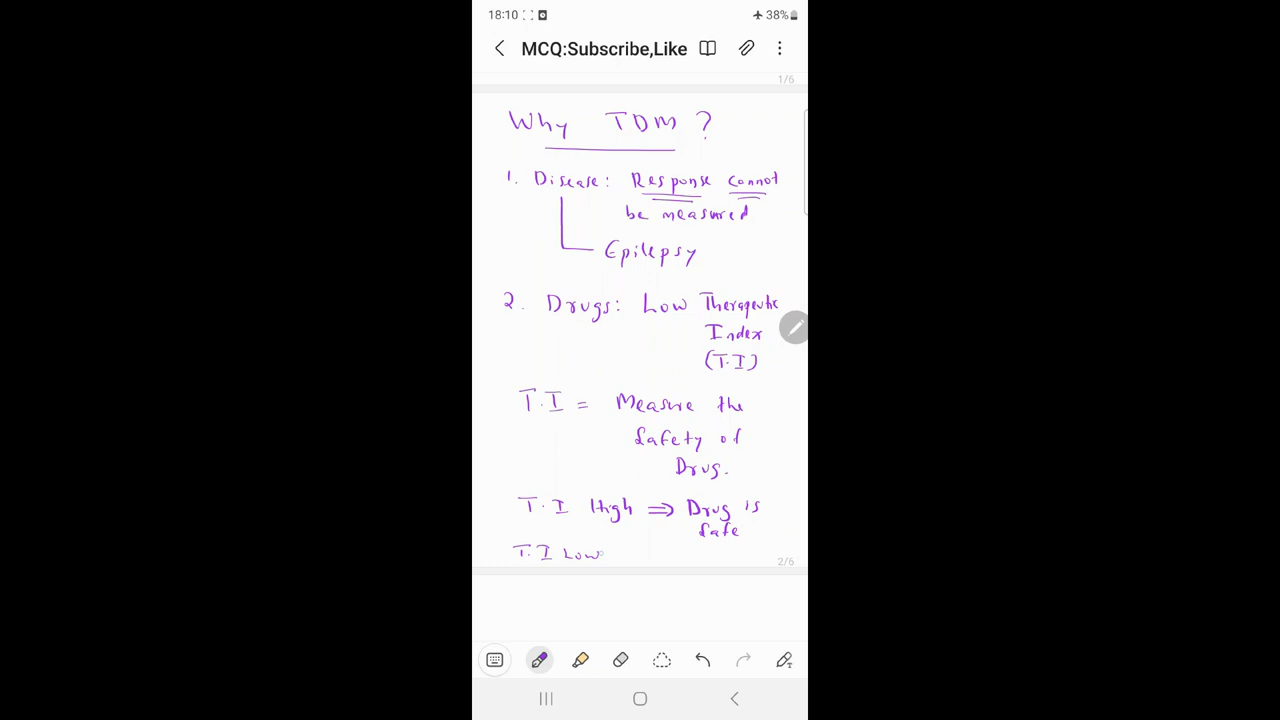 18:10 38%
MCQ:Subscribe,Like
1/6
Why TDM ?
1. Disease: Response cannot
be measured
Epilepsy
2. Drugs: Low Therapeutic
Index
(T.I)
T.I = Measure the
Safety of
Drug.
T.I High ⇒ Drug is
Safe
T.I Low
2/6